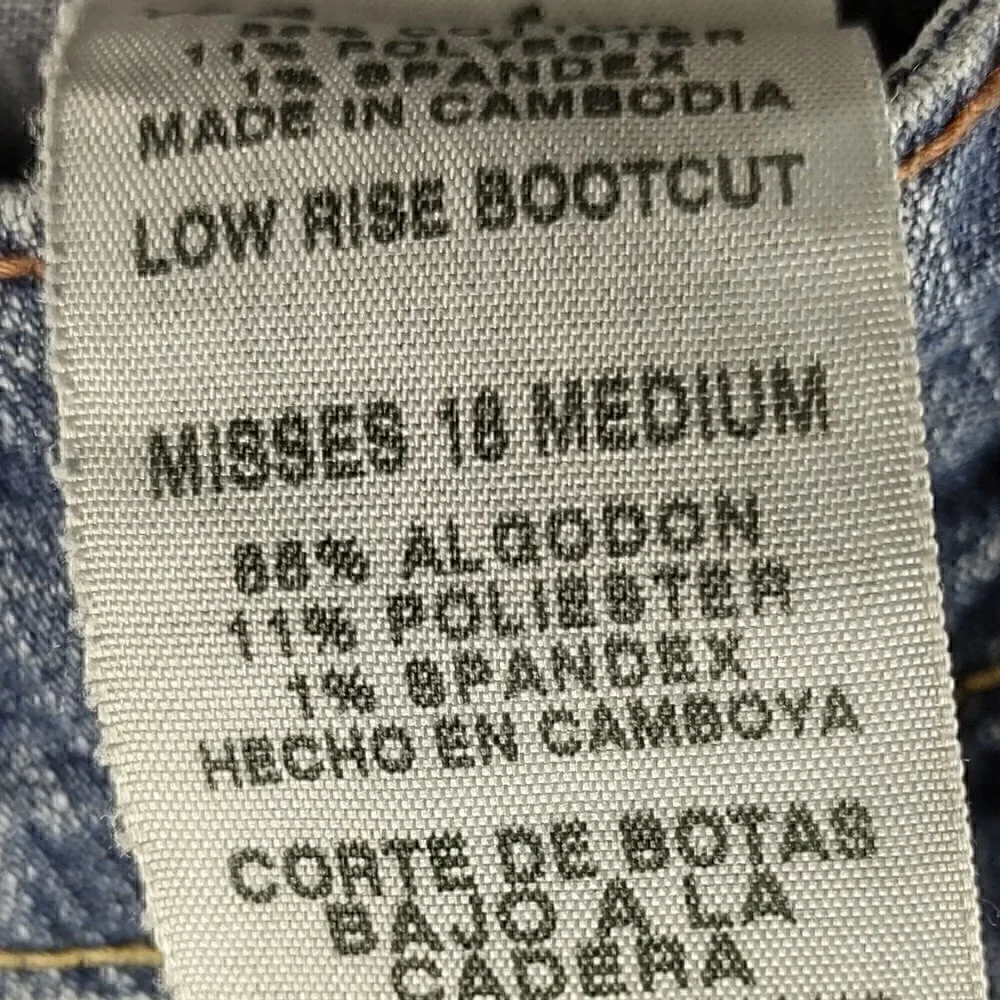 11% POLYESTER
1% SPANDEX
MADE IN CAMBODIA
LOW RISE BOOTCUT
MISSES 18 MEDIUM
88% ALGODON
11% POLIESTER
1% SPANDEX
HECHO EN CAMBOYA
CORTE DE BOTAS
BAJO A LA
CADERA